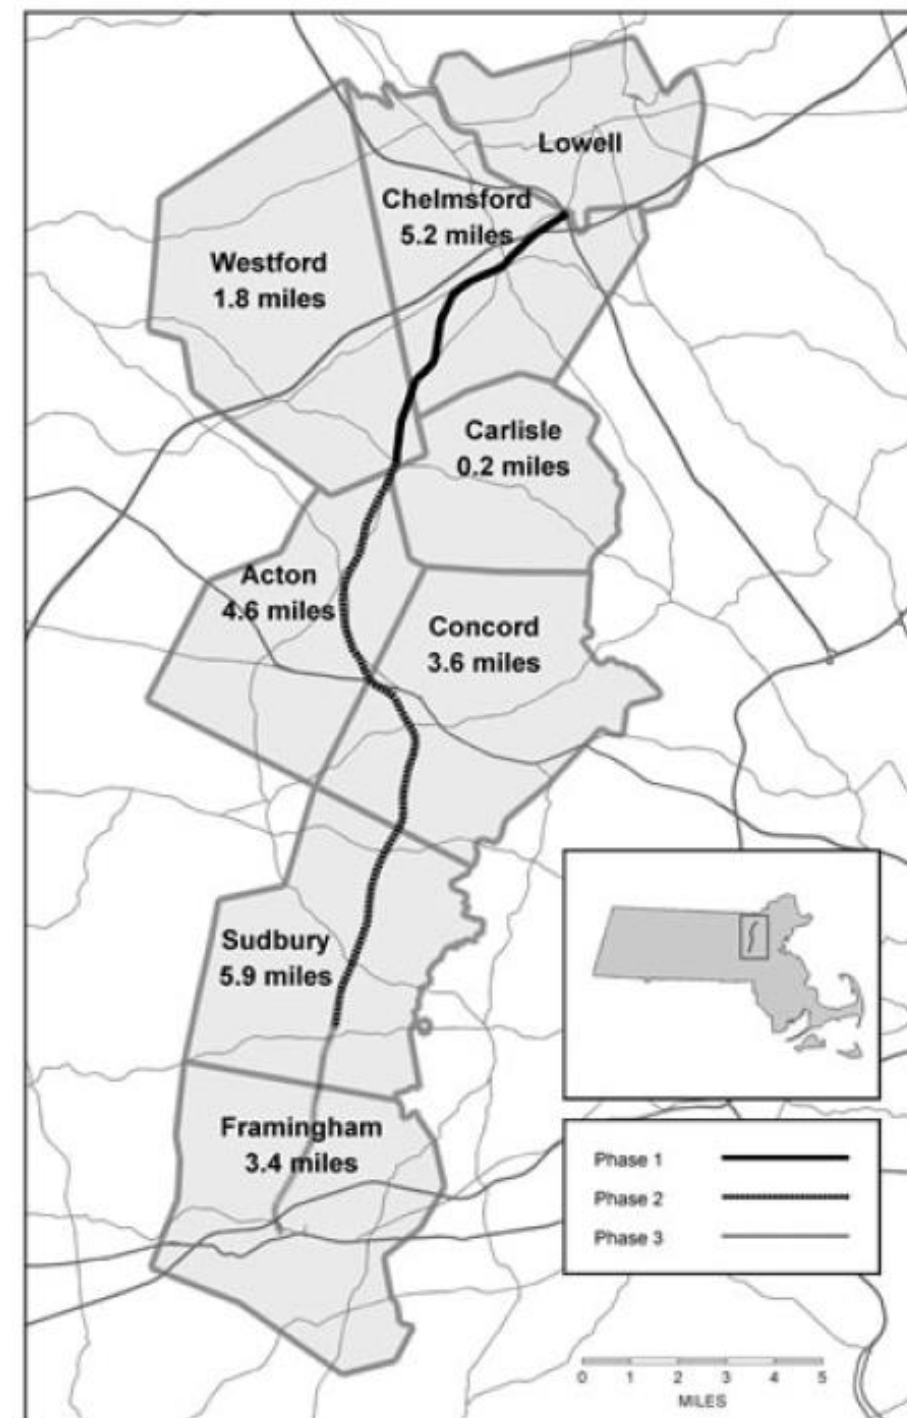 Lowell
Chelmsford
5.2 miles
Westford
1.8 miles
Carlisle
0.2 miles
Acton
4.6 miles
Concord
3.6 miles
Sudbury
5.9 miles
Framingham
3.4 miles
Phase 1
Phase 2
Phase 3
0 1 2 3 4 5
MILES